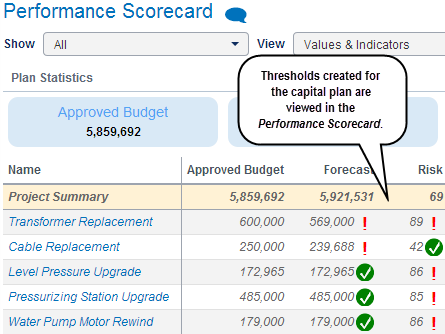 Performance Scorecard
Show All View Values & Indicators
Plan Statistics
Thresholds created for
the capital plan are
viewed in the
Performance Scorecard.
Approved Budget
5,859,692
Name Approved Budget Forecast Risk
Project Summary 5,859,692 5,921,531 69
Transformer Replacement 600,000 569,000 ! 89 !
Cable Replacement 250,000 239,688 ! 42
Level Pressure Upgrade 172,965 172,965 86 !
Pressurizing Station Upgrade 485,000 485,000 85 !
Water Pump Motor Rewind 179,000 179,000 86 !